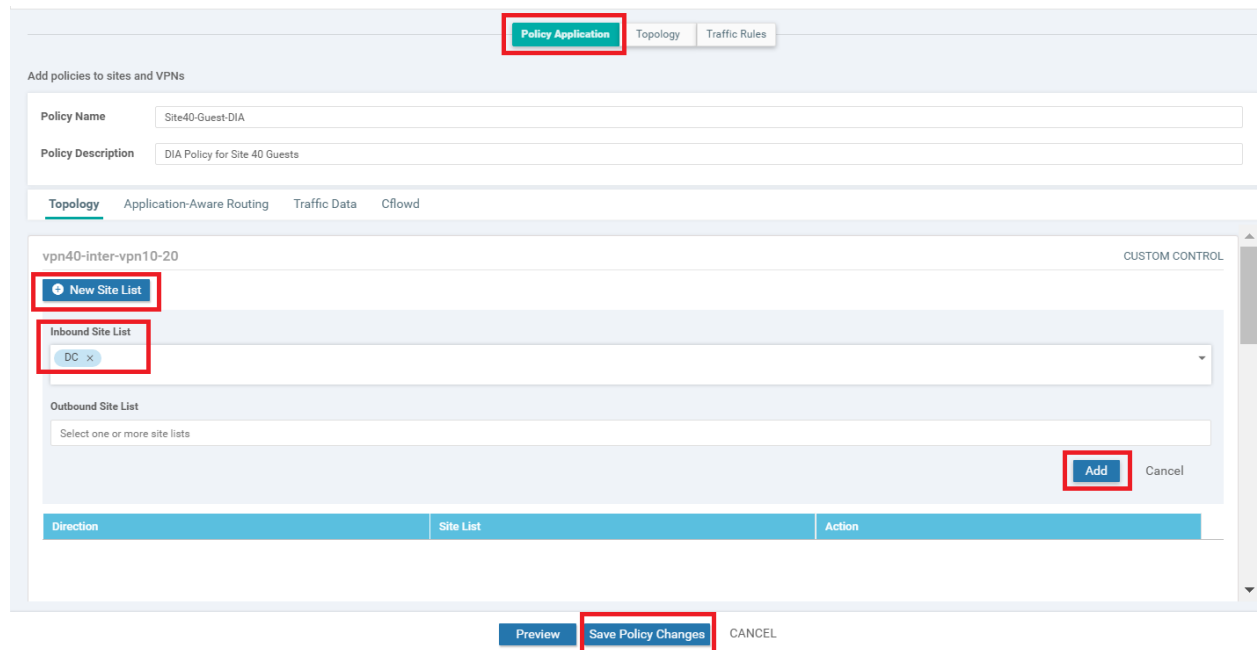 Policy Application Topology Traffic Rules
Add policies to sites and VPNs
Policy Name Site40-Guest-DIA
Policy Description DIA Policy for Site 40 Guests
Topology Application-Aware Routing Traffic Data Cflowd
vpn40-inter-vpn10-20 CUSTOM CONTROL
New Site List
Inbound Site List
DC ×
Outbound Site List
Select one or more site lists
Add Cancel
Direction Site List Action
Preview Save Policy Changes CANCEL